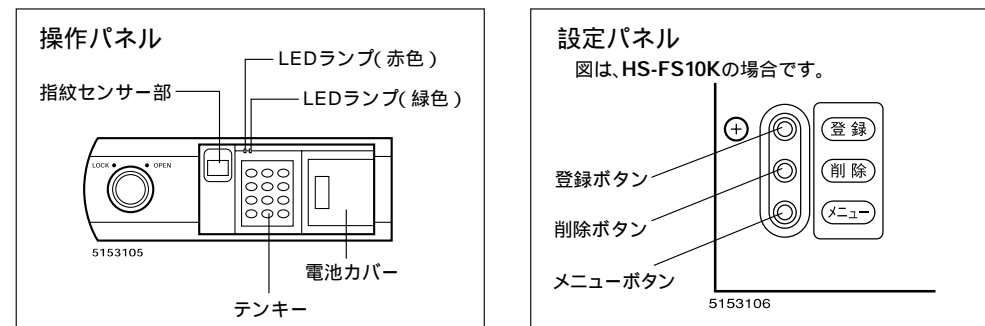 操作パネル
LEDランプ(赤色)
指紋センサー部
LEDランプ(緑色)
LOCK
OPEN
5153105
電池カバー
テンキー
設定パネル
図は、HS-FS10Kの場合です。
登録
登録ボタン
削除
削除ボタン
メニュー
メニューボタン
5153106